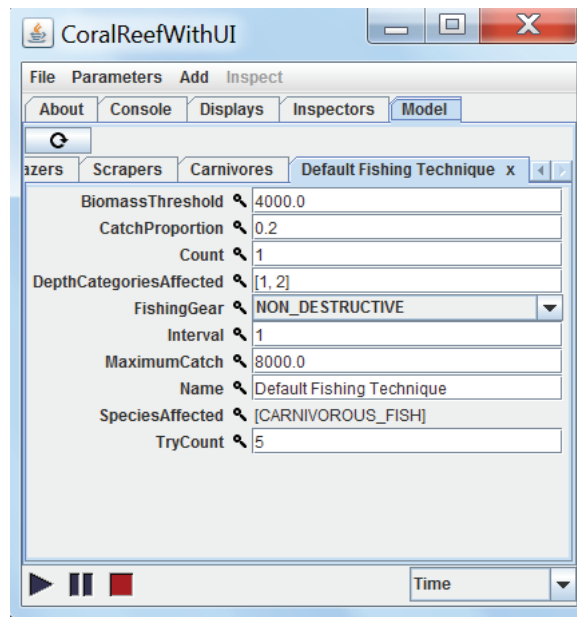 CoralReefWithUI
File Parameters Add Inspect
About Console Displays Inspectors Model
Scrapers Carnivores Default Fishing Technique x
BiomassThreshold 4000.0
CatchProportion 0.2
Count 1
DepthCategoriesAffected [1, 2]
FishingGear NON_DESTRUCTIVE
Interval 1
MaximumCatch 8000.0
Name Default Fishing Technique
SpeciesAffected [CARNIVOROUS_FISH]
TryCount 5
Time